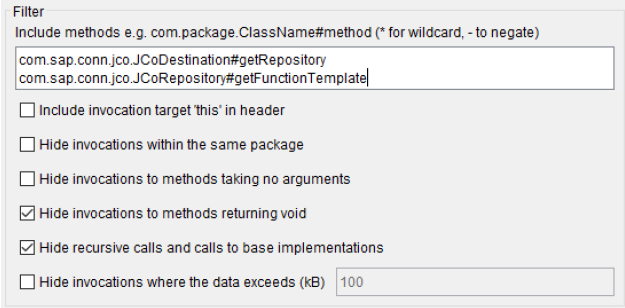 Filter
Include methods e.g. com.package.ClassName#method (* for wildcard, - to negate)
com.sap.conn.jco.JCoDestination#getRepository
com.sap.conn.jco.JCoRepository#getFunctionTemplate
Include invocation target 'this' in header
Hide invocations within the same package
Hide invocations to methods taking no arguments
Hide invocations to methods returning void
Hide recursive calls and calls to base implementations
Hide invocations where the data exceeds (kB) 100